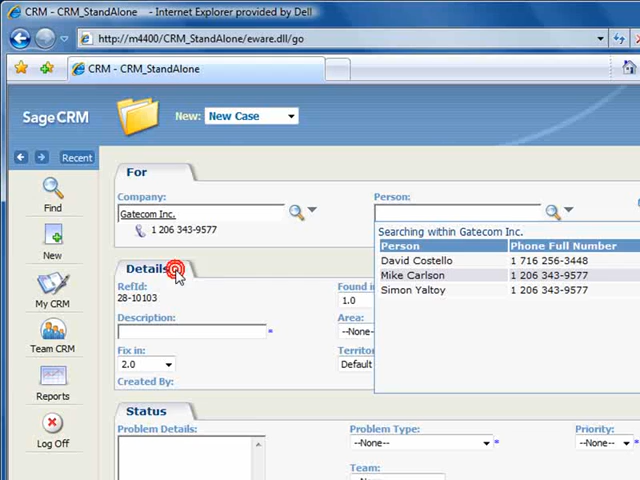 CRM - CRM_StandAlone - Internet Explorer provided by Dell
http://m4400/CRM_StandAlone/eware.dll/go
CRM - CRM_StandAlone
SageCRM
New: New Case
Recent
Find
New
My CRM
Team CRM
Reports
Log Off
For
Company:
Gatecom Inc.
1 206 343-9577
Person:
Searching within Gatecom Inc.
Person Phone Full Number
David Costello 1 716 256-3448
Mike Carlson 1 206 343-9577
Simon Yaltoy 1 206 343-9577
Details
RefId: Found in
28-10103 1.0
Description: Area:
--None--
Fix in: Territor
2.0 Default
Created By:
Status
Problem Details: Problem Type: Priority:
--None-- --None--
Team: